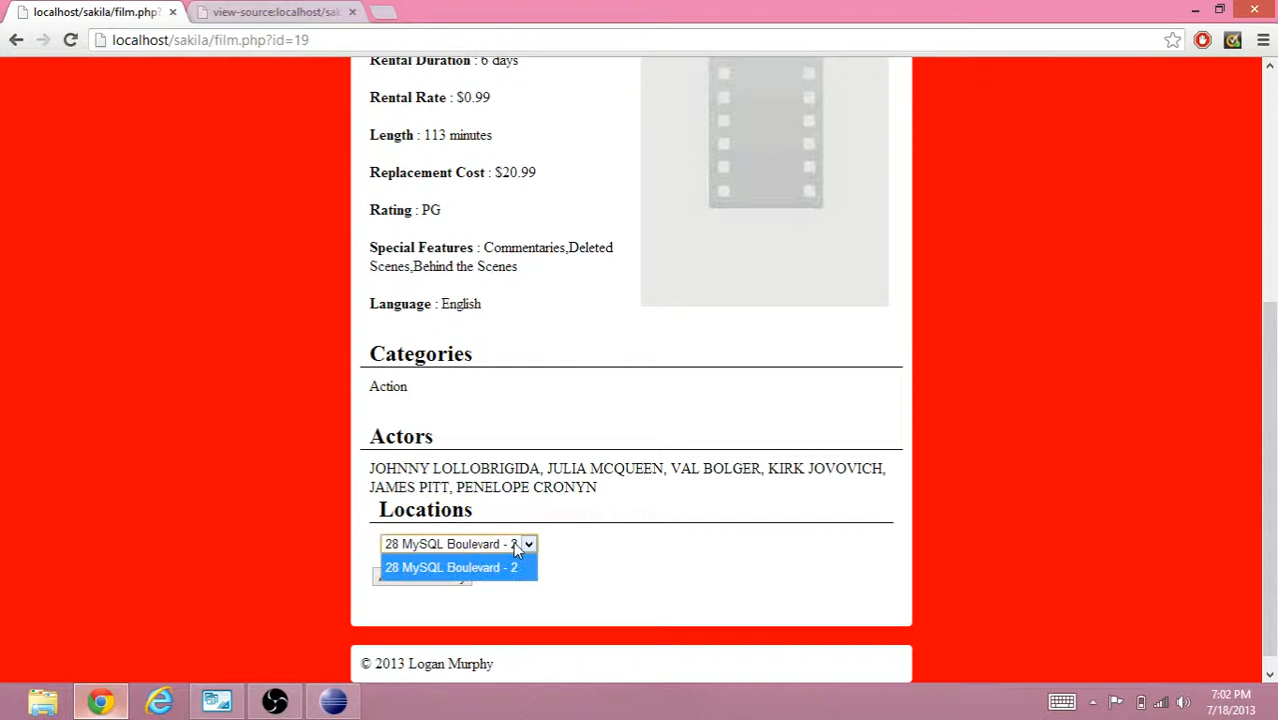 localhost/sakila/film.php?
view-source:localhost/sak
localhost/sakila/film.php?id=19
Rental Duration : 6 days
Rental Rate : $0.99
Length : 113 minutes
Replacement Cost : $20.99
Rating : PG
Special Features : Commentaries,Deleted
Scenes,Behind the Scenes
Language : English
Categories
Action
Actors
JOHNNY LOLLOBRIGIDA, JULIA MCQUEEN, VAL BOLGER, KIRK JOVOVICH,
JAMES PITT, PENELOPE CRONYN
Locations
28 MySQL Boulevard - 2
28 MySQL Boulevard - 2
© 2013 Logan Murphy
7:02 PM
7/18/2013